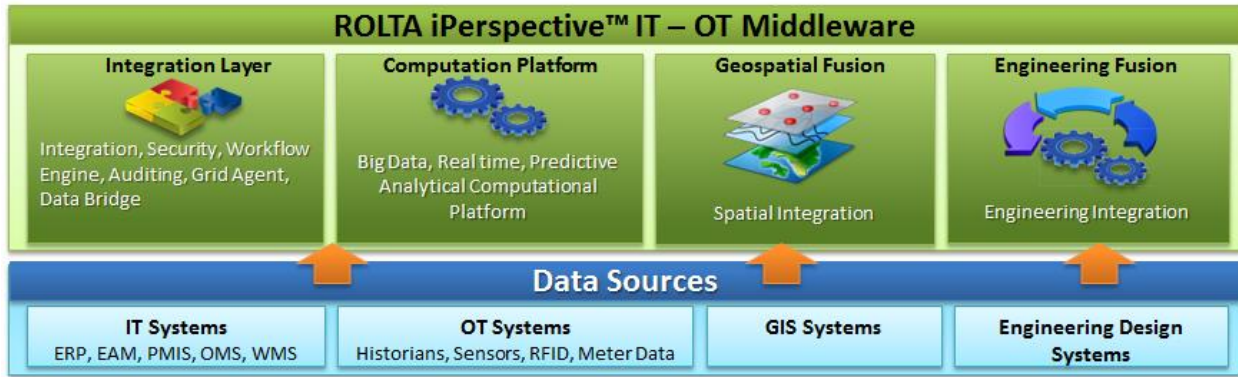 ROLTA iPerspective™ IT – OT Middleware
Integration Layer
Integration, Security, Workflow
Engine, Auditing, Grid Agent,
Data Bridge
Computation Platform
Big Data, Real time, Predictive
Analytical Computational
Platform
Geospatial Fusion
Spatial Integration
Engineering Fusion
Engineering Integration
Data Sources
IT Systems
ERP, EAM, PMIS, OMS, WMS
OT Systems
Historians, Sensors, RFID, Meter Data
GIS Systems
Engineering Design
Systems